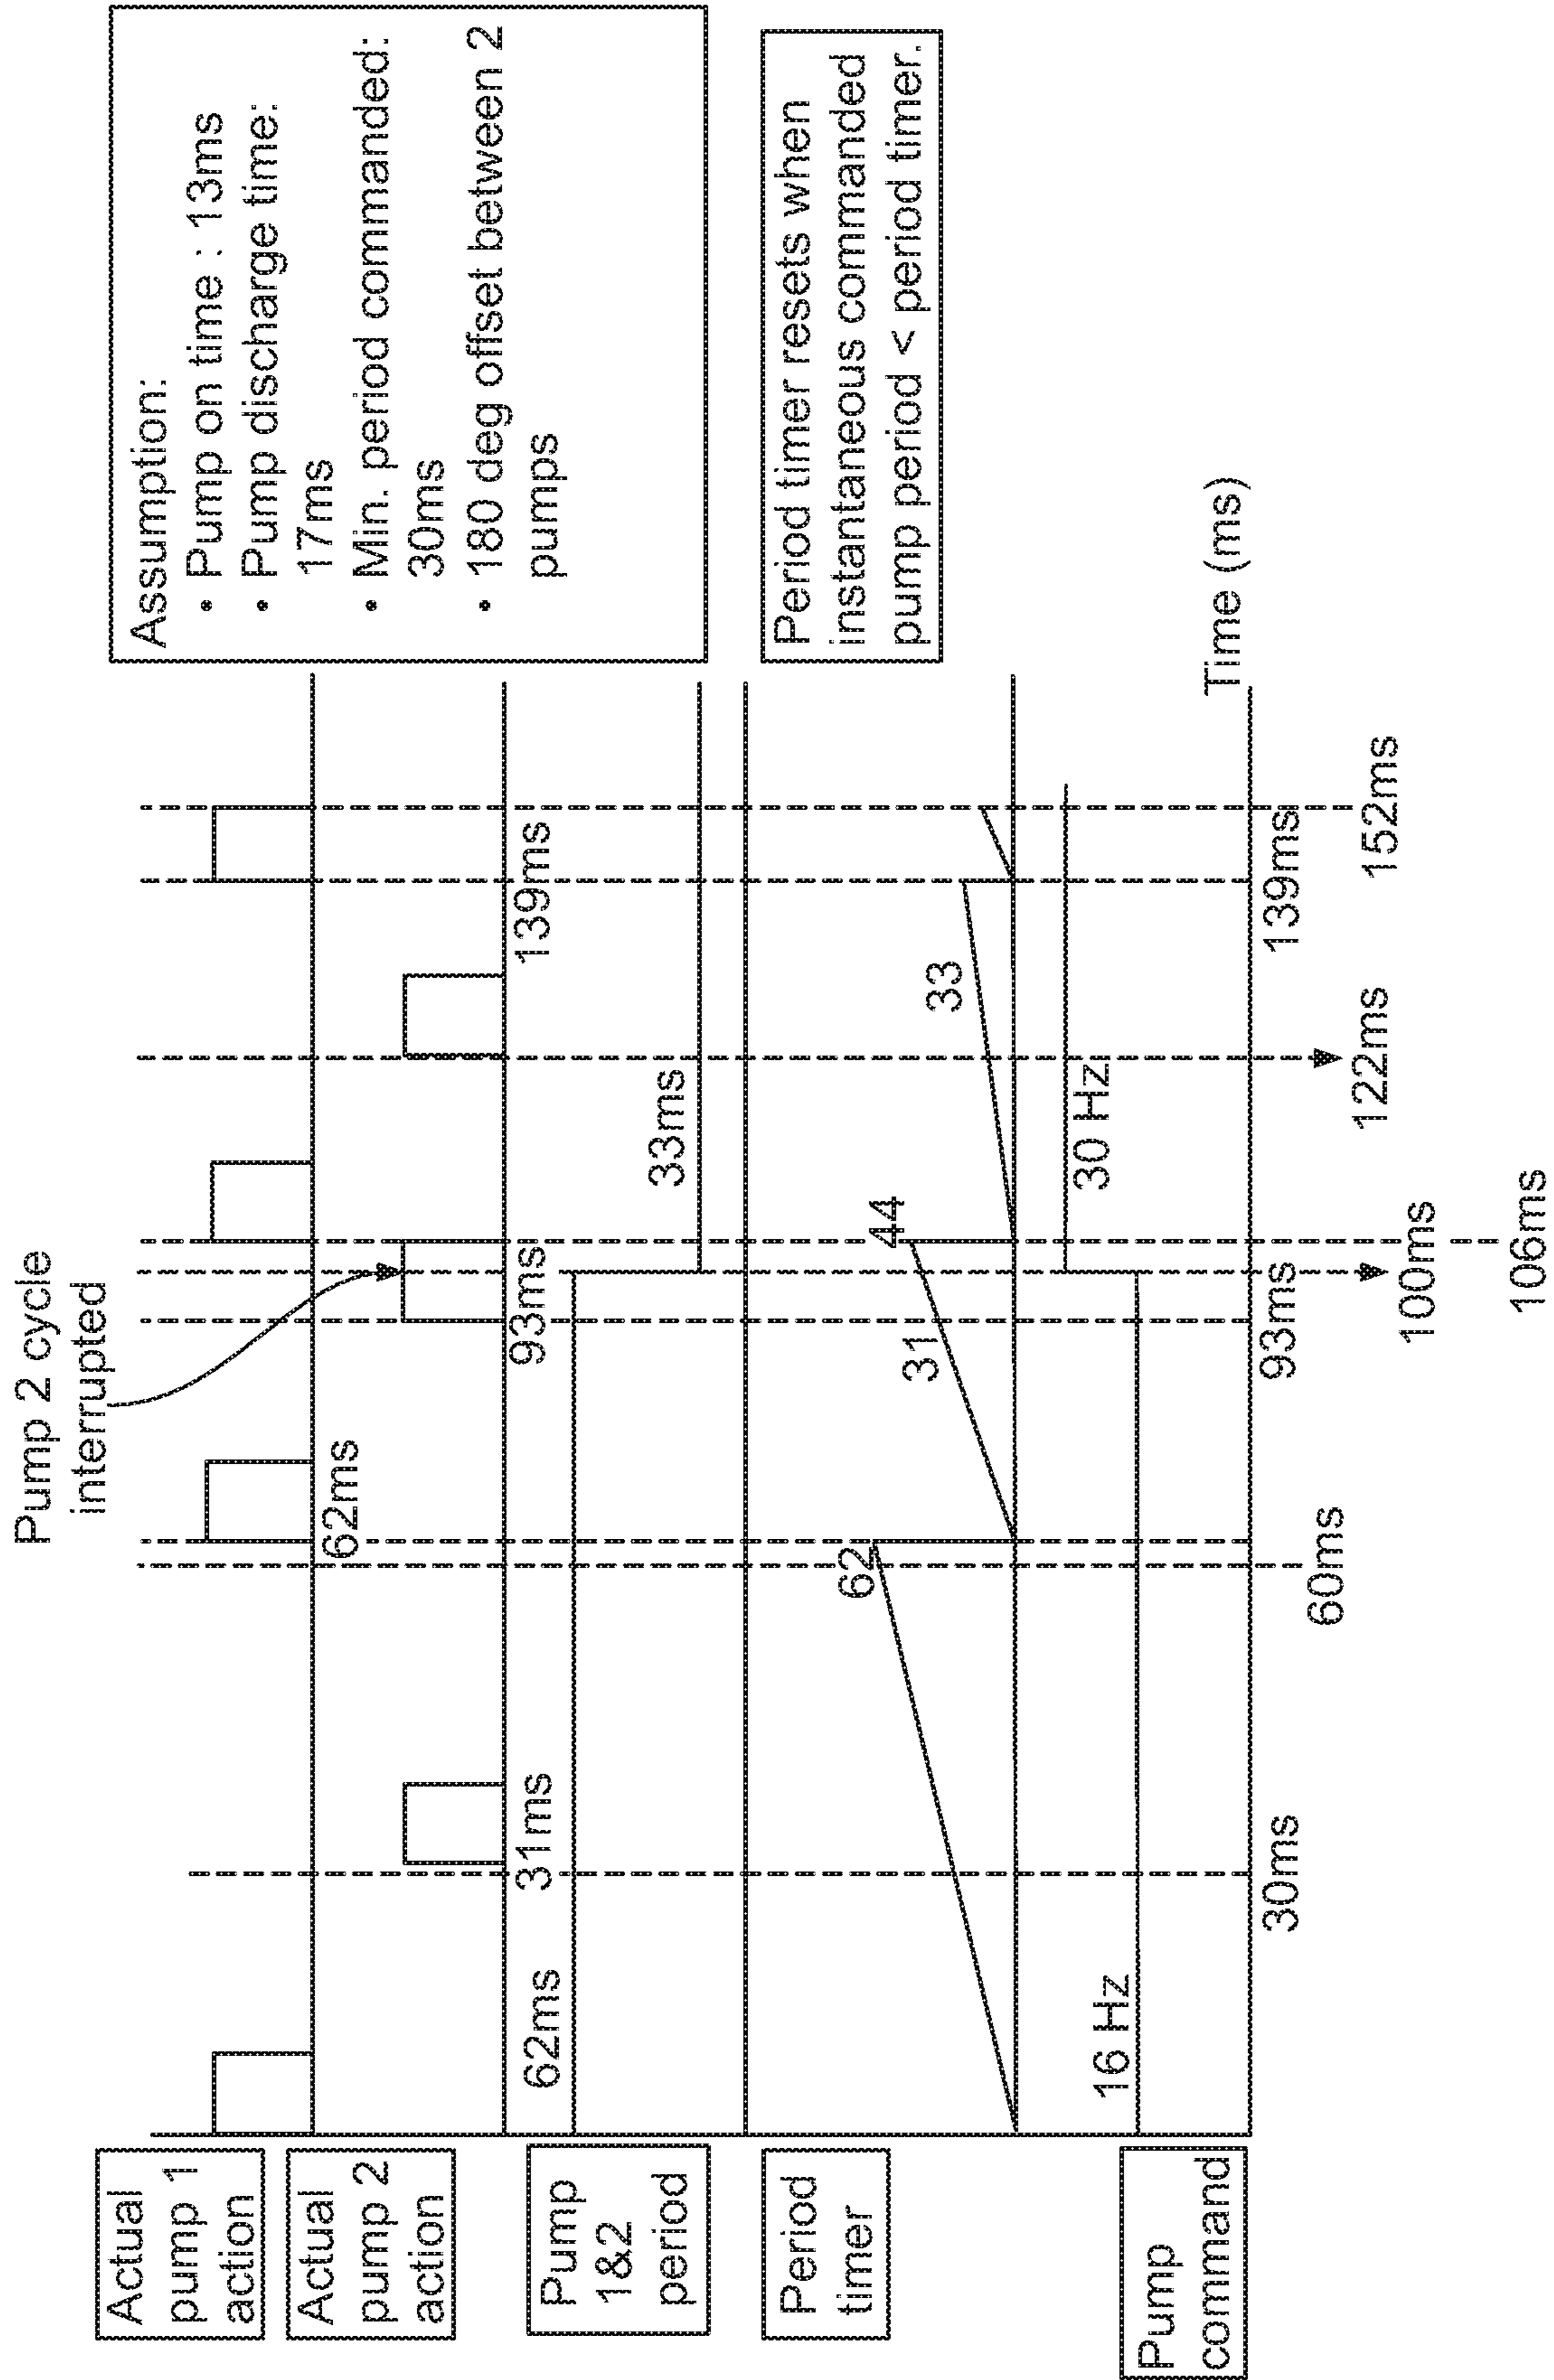 Pump 2 cycle
interrupted
Actual
pump 1
action
62ms
Actual
pump 2
action
31ms
93ms
139ms
Pump
1&2
period
62ms
33ms
Period
timer
62
31
44
33
Pump
command
16 Hz
30 Hz
Time (ms)
30ms
60ms
93ms
100ms
106ms
122ms
139ms
152ms
Assumption:
• Pump on time : 13ms
• Pump discharge time:
17ms
• Min. period commanded:
30ms
• 180 deg offset between 2
pumps
Period timer resets when
instantaneous commanded
pump period < period timer.